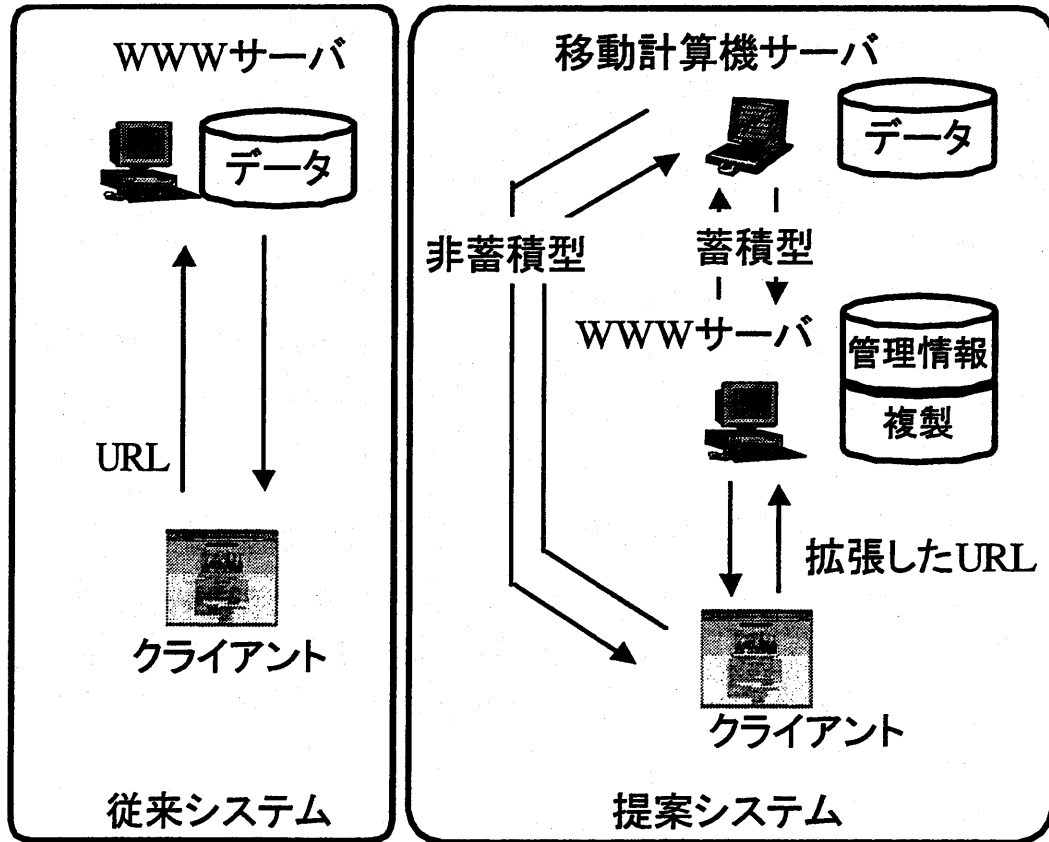 WWWサーバ
データ
URL
クライアント
従来システム
移動計算機サーバ
データ
非蓄積型
蓄積型
WWWサーバ
管理情報
複製
拡張したURL
クライアント
提案システム